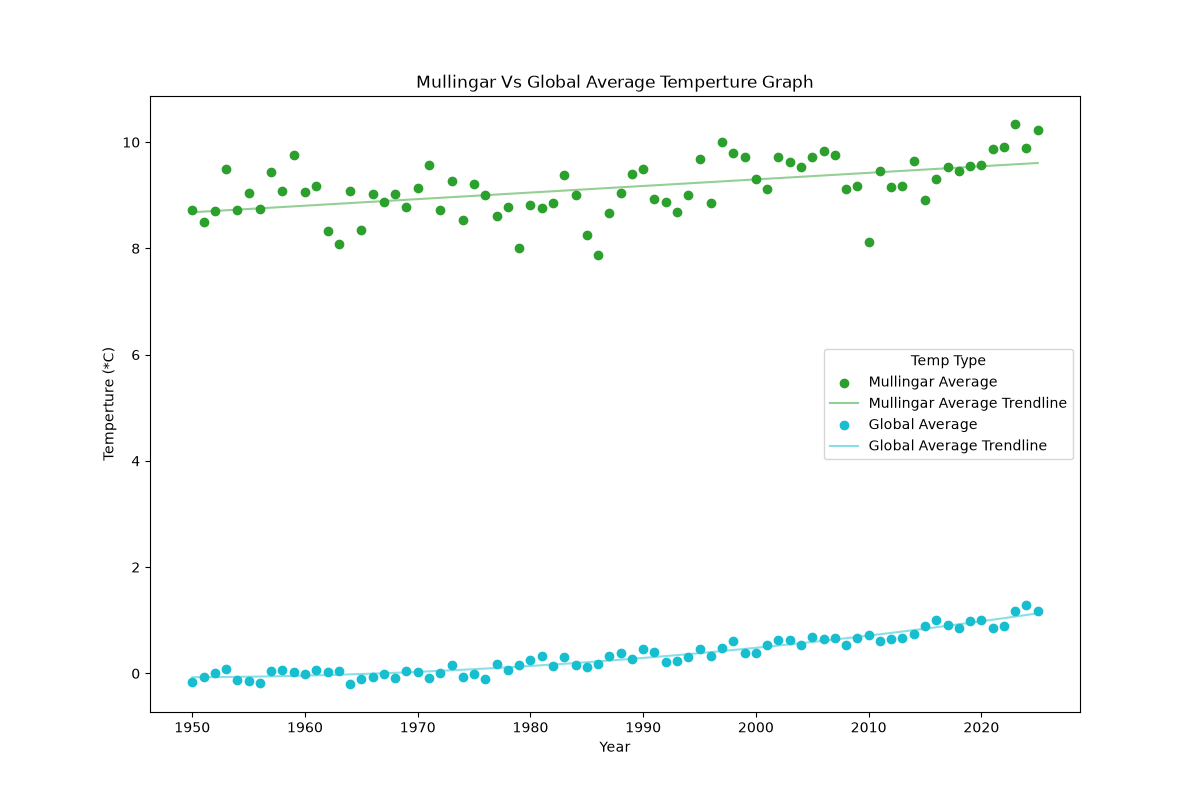 Mullingar Vs Global Average Temperture Graph
10
8
6
4
2
0
Temperture (*C)
Temp Type
Mullingar Average
Mullingar Average Trendline
Global Average
Global Average Trendline
1950 1960 1970 1980 1990 2000 2010 2020
Year